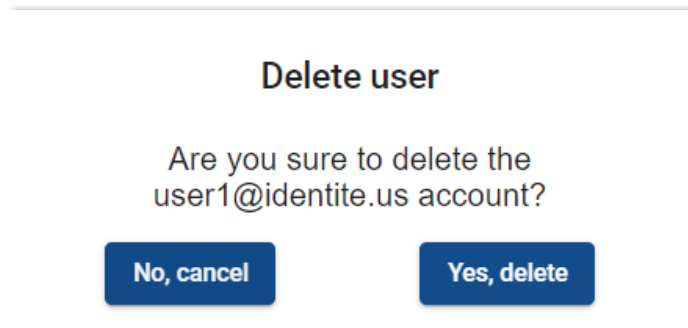 Delete user
Are you sure to delete the
user1@identite.us account?
No, cancel
Yes, delete